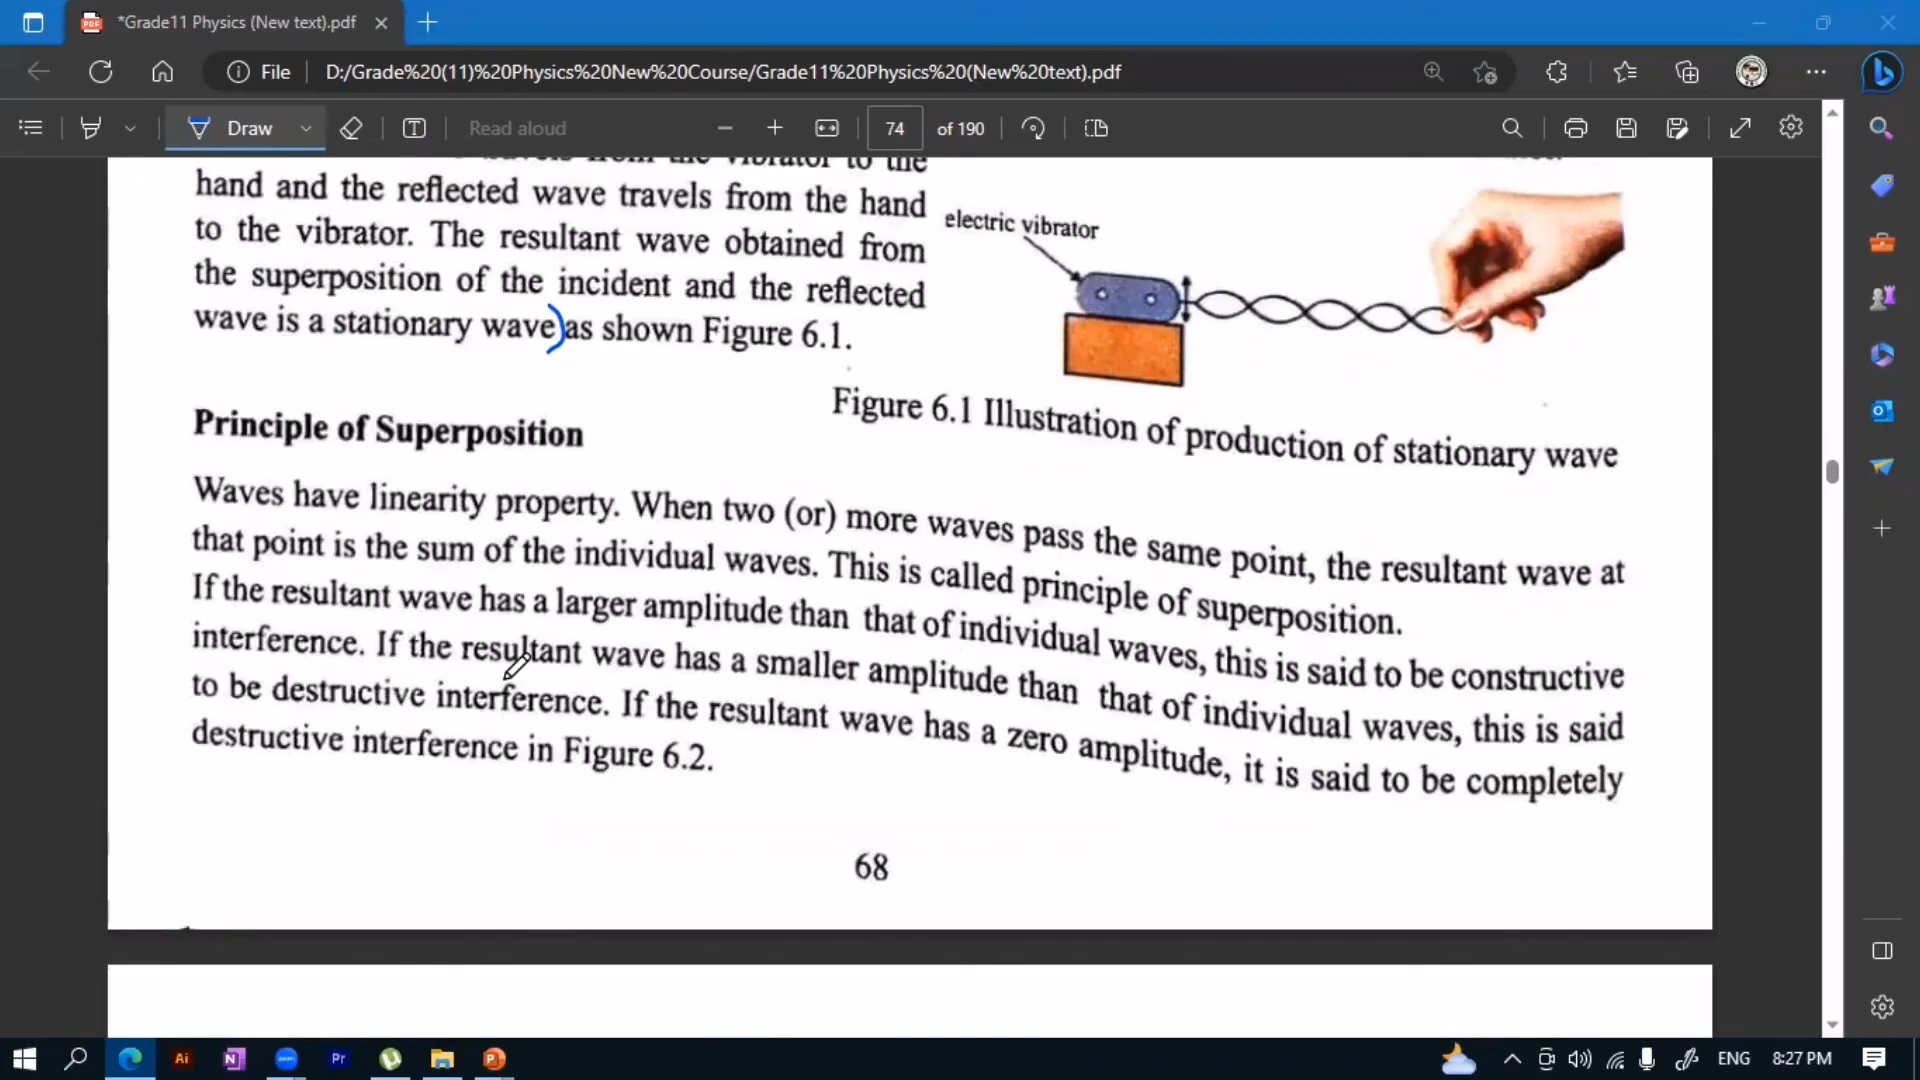 *Grade11 Physics (New text).pdf
File
D:/Grade%20(11)%20Physics%20New%20Course/Grade11%20Physics%20(New%20text).pdf
Draw
Read aloud
74
of 190
from the vibrator to the
hand and the reflected wave travels from the hand
to the vibrator. The resultant wave obtained from
the superposition of the incident and the reflected
wave is a stationary wave as shown Figure 6.1.
electric vibrator
Figure 6.1 Illustration of production of stationary wave
Principle of Superposition
Waves have linearity property. When two (or) more waves pass the same point, the resultant wave at
that point is the sum of the individual waves. This is called principle of superposition.
If the resultant wave has a larger amplitude than that of individual waves, this is said to be constructive
interference. If the resultant wave has a smaller amplitude than that of individual waves, this is said
to be destructive interference. If the resultant wave has a zero amplitude, it is said to be completely
destructive interference in Figure 6.2.
68
Ai
N
zoom
Pr
P
ENG
8:27 PM